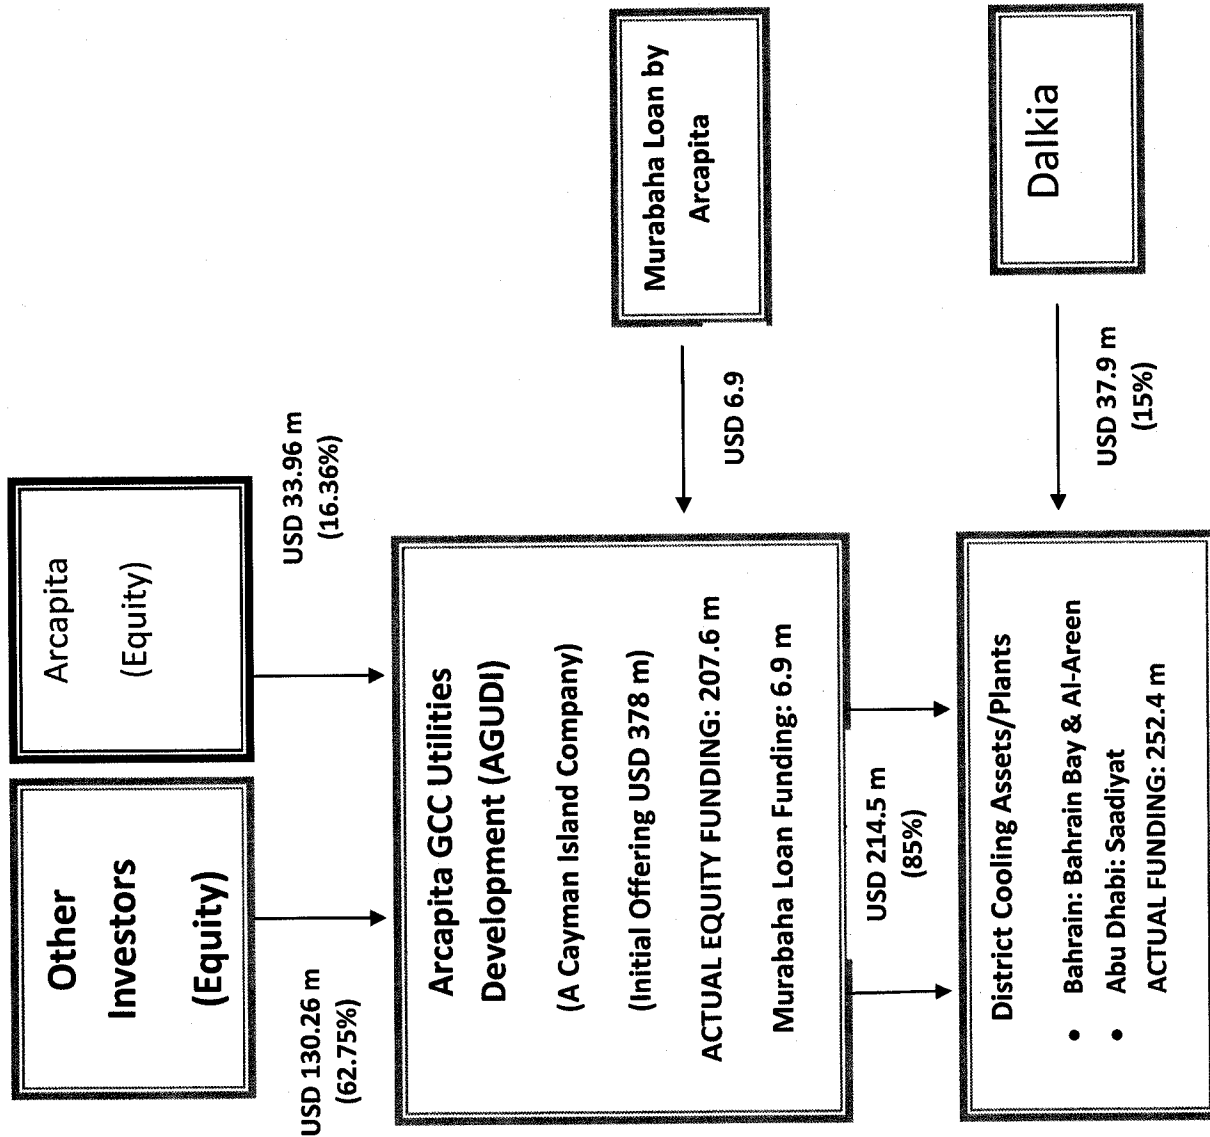 Other
Investors
(Equity)
Arcapita
(Equity)
USD 130.26 m
(62.75%)
USD 33.96 m
(16.36%)
Arcapita GCC Utilities
Development (AGUDI)
(A Cayman Island Company)
(Initial Offering USD 378 m)
ACTUAL EQUITY FUNDING: 207.6 m
Murabaha Loan Funding: 6.9 m
USD 6.9
Murabaha Loan by
Arcapita
USD 214.5 m
(85%)
District Cooling Assets/Plants
• Bahrain: Bahrain Bay & Al-Areen
• Abu Dhabi: Saadiyat
ACTUAL FUNDING: 252.4 m
USD 37.9 m
(15%)
Dalkia